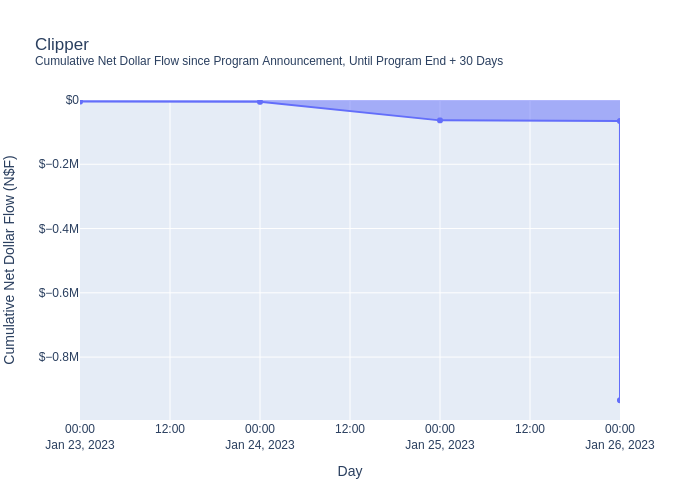 Clipper
Cumulative Net Dollar Flow since Program Announcement, Until Program End + 30 Days
Cumulative Net Dollar Flow (N$F)
$0
$−0.2M
$−0.4M
$−0.6M
$−0.8M
00:00 12:00 00:00 12:00 00:00 12:00 00:00
Jan 23, 2023 Jan 24, 2023 Jan 25, 2023 Jan 26, 2023
Day